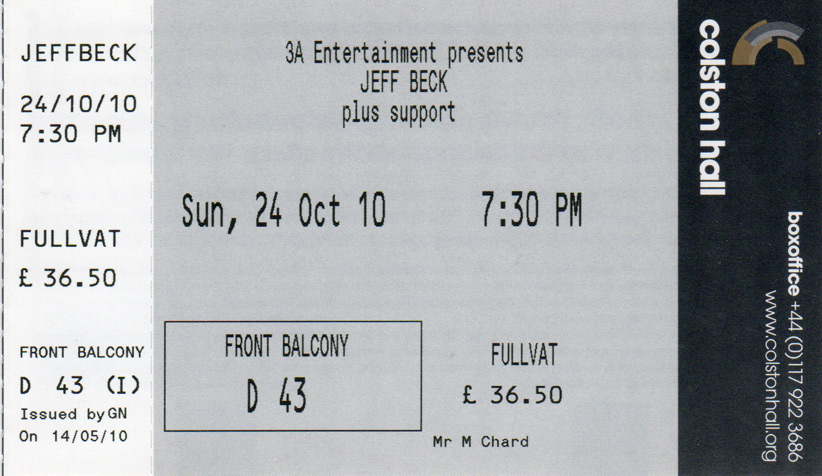 JEFFBECK
24/10/10
7:30 PM
FULLVAT
£ 36.50
FRONT BALCONY
D 43 (I)
Issued byGN
On 14/05/10
3A Entertainment presents
JEFF BECK
plus support
Sun, 24 Oct 10 7:30 PM
FRONT BALCONY
D 43
FULLVAT
£ 36.50
Mr M Chard
colston hall
boxoffice +44 (0)117 922 3686
www.colstonhall.org